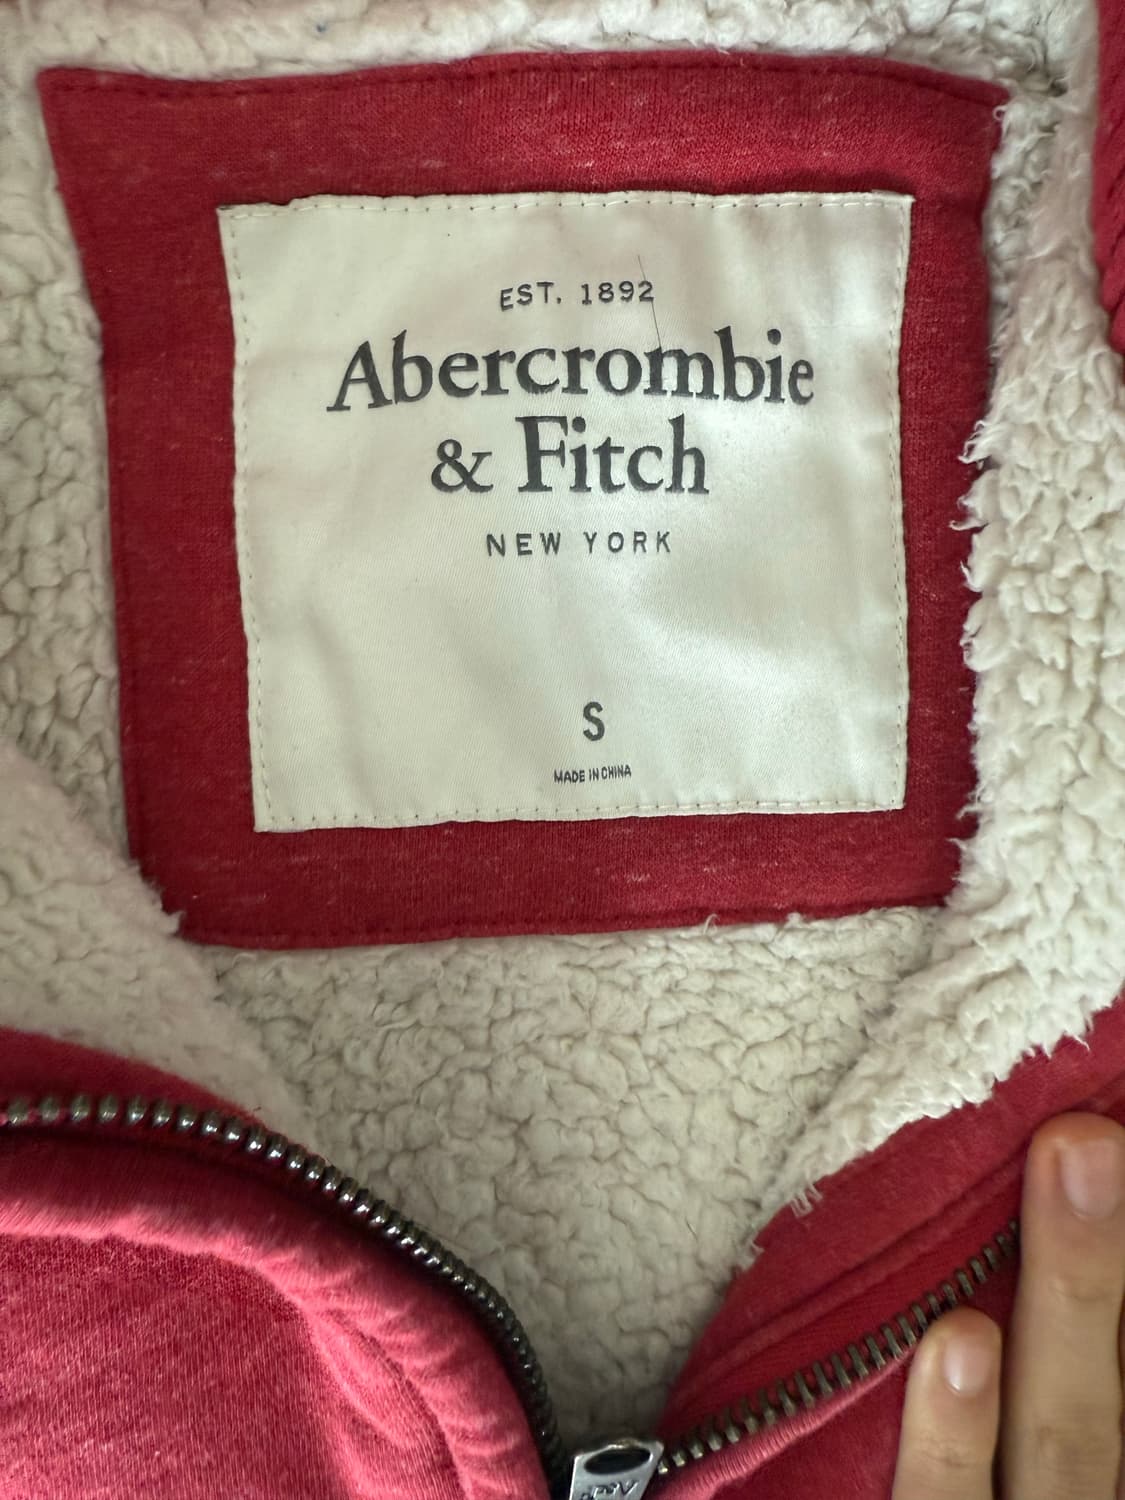 EST. 1892
Abercrombie
& Fitch
NEW YORK
S
MADE IN CHINA